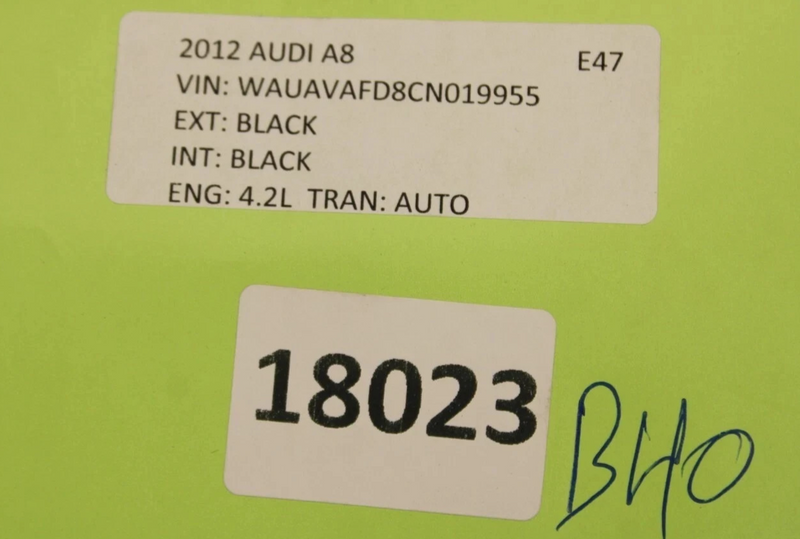 2012 AUDI A8 E47
VIN: WAUAVAFD8CN019955
EXT: BLACK
INT: BLACK
ENG: 4.2L TRAN: AUTO
18023
BHO